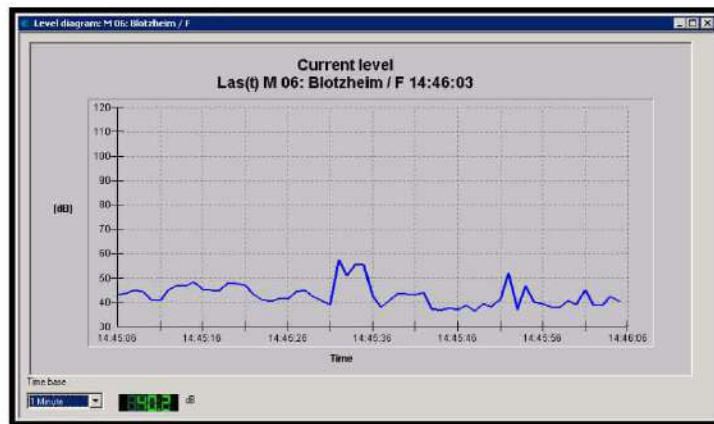 Level diagram: M 06: Blotzheim / F
Current level
Las(t) M 06: Blotzheim / F 14:46:03
120
110
100
90
80
70
60
50
40
30
[dB]
14:45:06
14:45:16
14:45:26
14:45:36
14:45:46
14:45:56
14:46:06
Time
Time base
1 Minute
40.2
dB